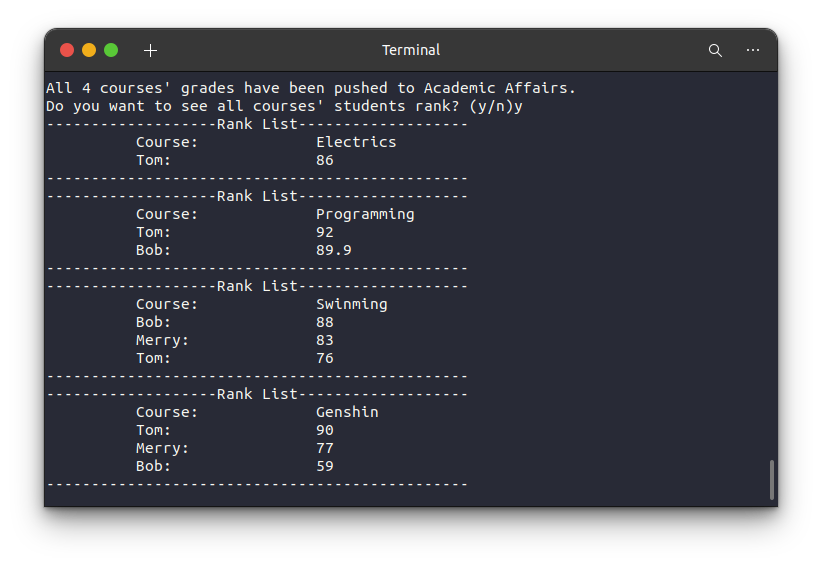 Terminal
All 4 courses' grades have been pushed to Academic Affairs.
Do you want to see all courses' students rank? (y/n)y
-------------------Rank List-------------------
Course: Electrics
Tom: 86
-----------------------------------------------
-------------------Rank List-------------------
Course: Programming
Tom: 92
Bob: 89.9
-----------------------------------------------
-------------------Rank List-------------------
Course: Swinming
Bob: 88
Merry: 83
Tom: 76
-----------------------------------------------
-------------------Rank List-------------------
Course: Genshin
Tom: 90
Merry: 77
Bob: 59
-----------------------------------------------